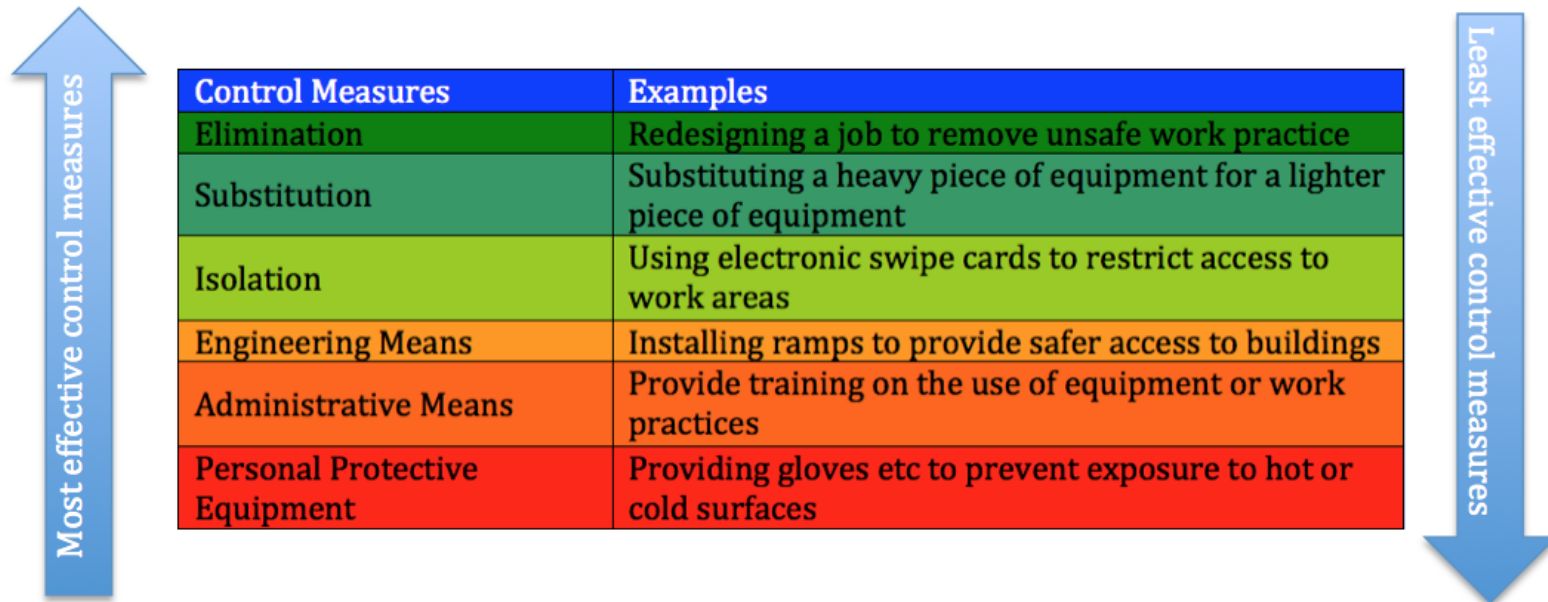 Most effective control measures
Control Measures Examples
Elimination Redesigning a job to remove unsafe work practice
Substitution Substituting a heavy piece of equipment for a lighter
piece of equipment
Isolation Using electronic swipe cards to restrict access to
work areas
Engineering Means Installing ramps to provide safer access to buildings
Administrative Means Provide training on the use of equipment or work
practices
Personal Protective
Equipment
Providing gloves etc to prevent exposure to hot or
cold surfaces
Least effective control measures